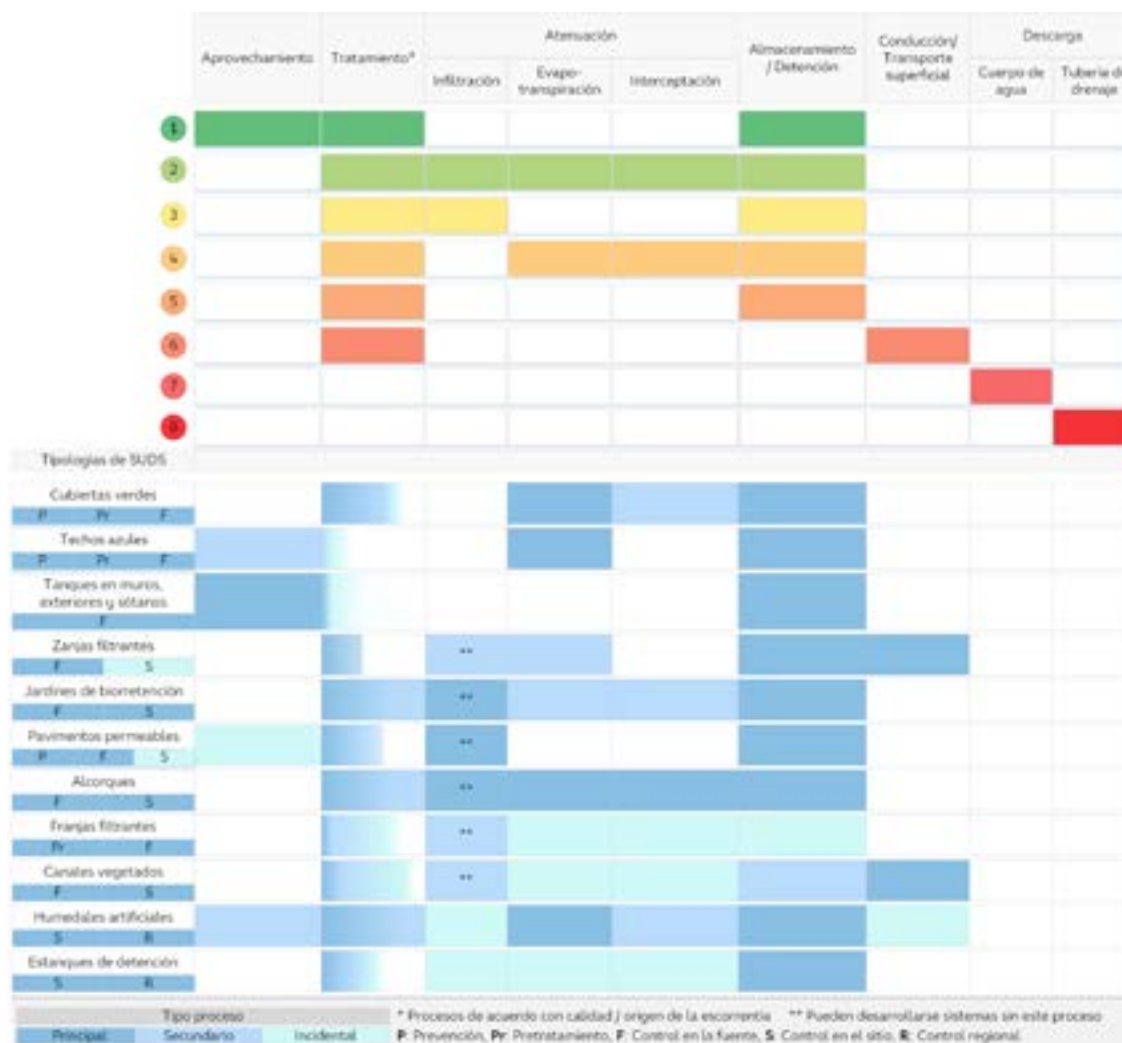 Aprovechamiento
Tratamiento*
Atenuación
Infiltración
Evapo-
transpiración
Interceptación
Almacenamiento
/ Detención
Conducción/
Transporte
superficial
Descarga
Cuerpo de
agua
Tubería de
drenaje
1
2
3
4
5
6
7
8
Tipologías de SUDS
Cubiertas verdes
P Pr F
Techos azules
P Pr F
Tanques en muros,
exteriores y sótanos
F
Zanjas filtrantes
F S
**
Jardines de biorretención
F S
**
Pavimentos permeables
P F S
**
Alcorques
F S
**
Franjas filtrantes
Pr F
**
Canales vegetados
F S
**
Humedales artificiales
S R
Estanques de detención
S R
Tipo proceso
Principal Secundario Incidental
* Procesos de acuerdo con calidad / origen de la escorrentía ** Pueden desarrollarse sistemas sin este proceso
P: Prevención, Pr: Pretratamiento, F: Control en la fuente, S: Control en el sitio, R: Control regional